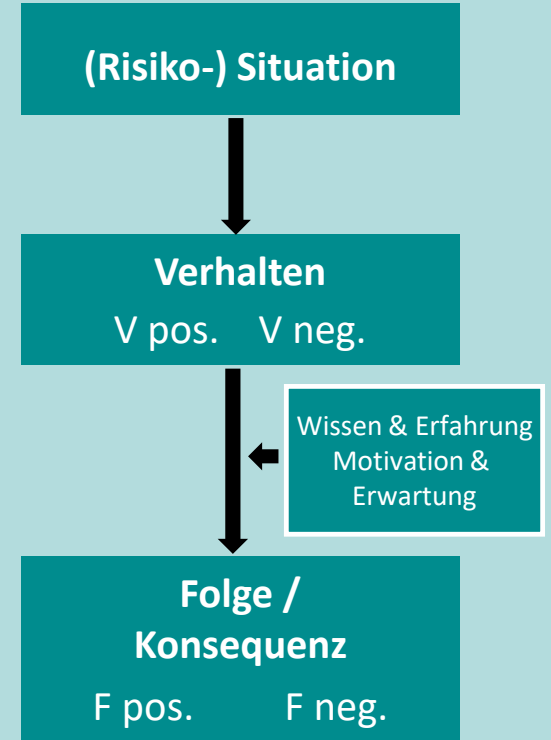 (Risiko-) Situation
Verhalten
V pos. V neg.
Wissen & Erfahrung
Motivation &
Erwartung
Folge /
Konsequenz
F pos. F neg.